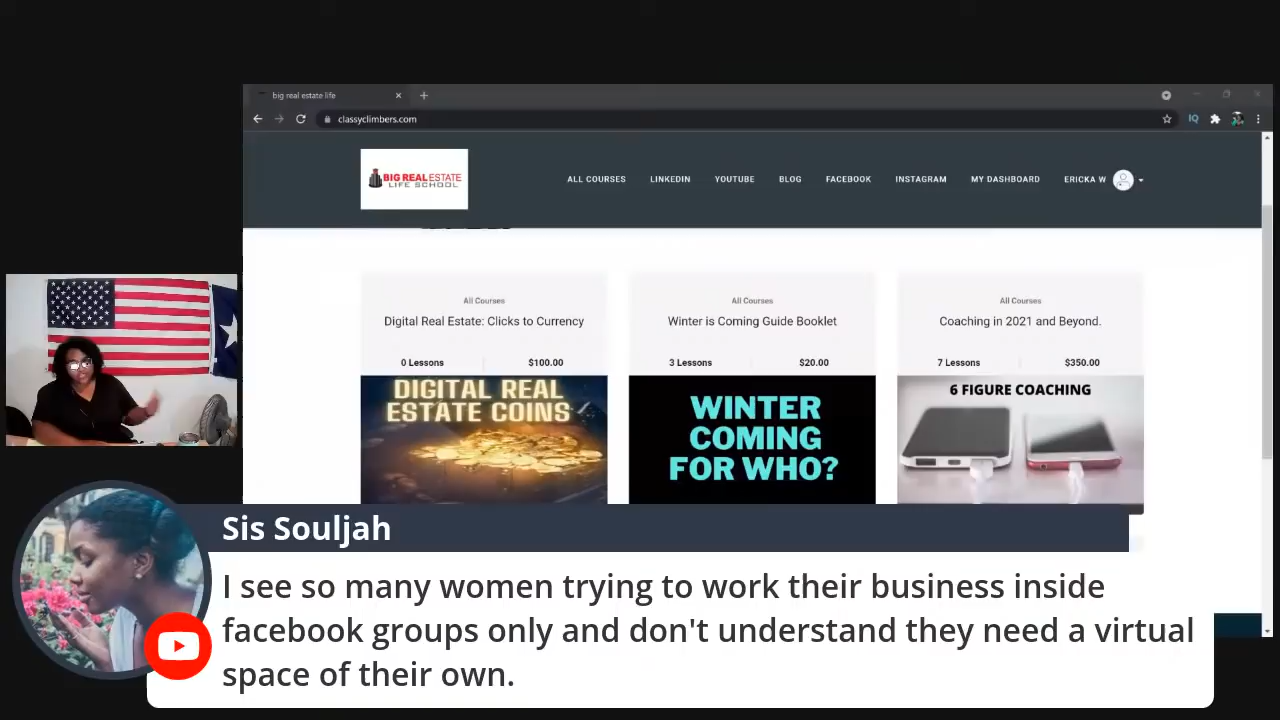 big real estate life
classyclimbers.com
IQ
BIG REAL ESTATE
LIFE SCHOOL
ALL COURSES
LINKEDIN
YOUTUBE
BLOG
FACEBOOK
INSTAGRAM
MY DASHBOARD
ERICKA W
All Courses
Digital Real Estate: Clicks to Currency
0 Lessons
$100.00
DIGITAL REAL
ESTATE COINS
All Courses
Winter is Coming Guide Booklet
3 Lessons
$20.00
WINTER
COMING
FOR WHO?
All Courses
Coaching in 2021 and Beyond.
7 Lessons
$350.00
6 FIGURE COACHING
Sis Souljah
I see so many women trying to work their business inside
facebook groups only and don't understand they need a virtual
space of their own.